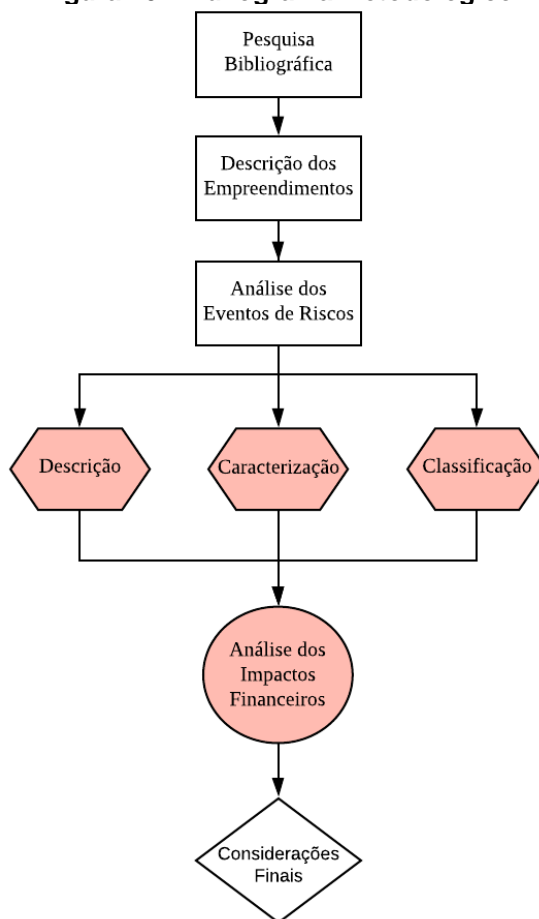 Pesquisa
Bibliográfica
Descrição dos
Empreendimentos
Análise dos
Eventos de Riscos
Descrição
Caracterização
Classificação
Análise dos
Impactos
Financeiros
Considerações
Finais